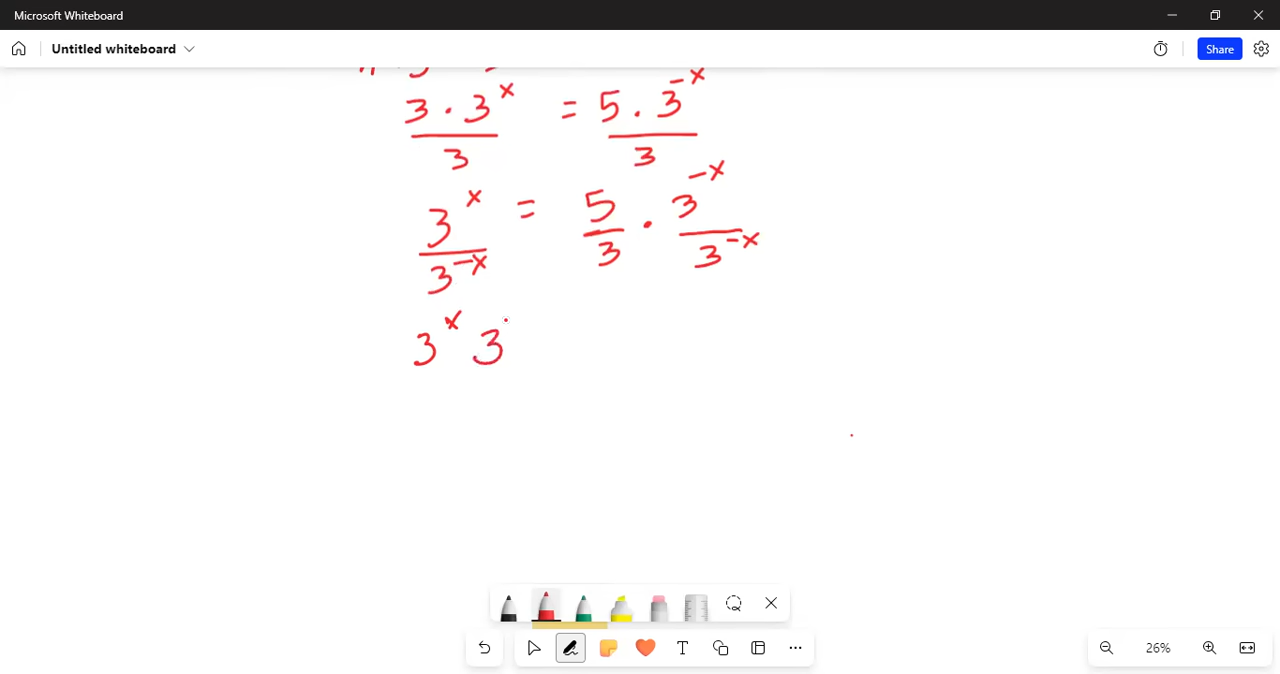 Microsoft Whiteboard
Untitled whiteboard
Share
3 · 3^x = 5 · 3^-x
3 3
3^x = 5 · 3^-x
3^-x 3 3^-x
3^x 3
26%